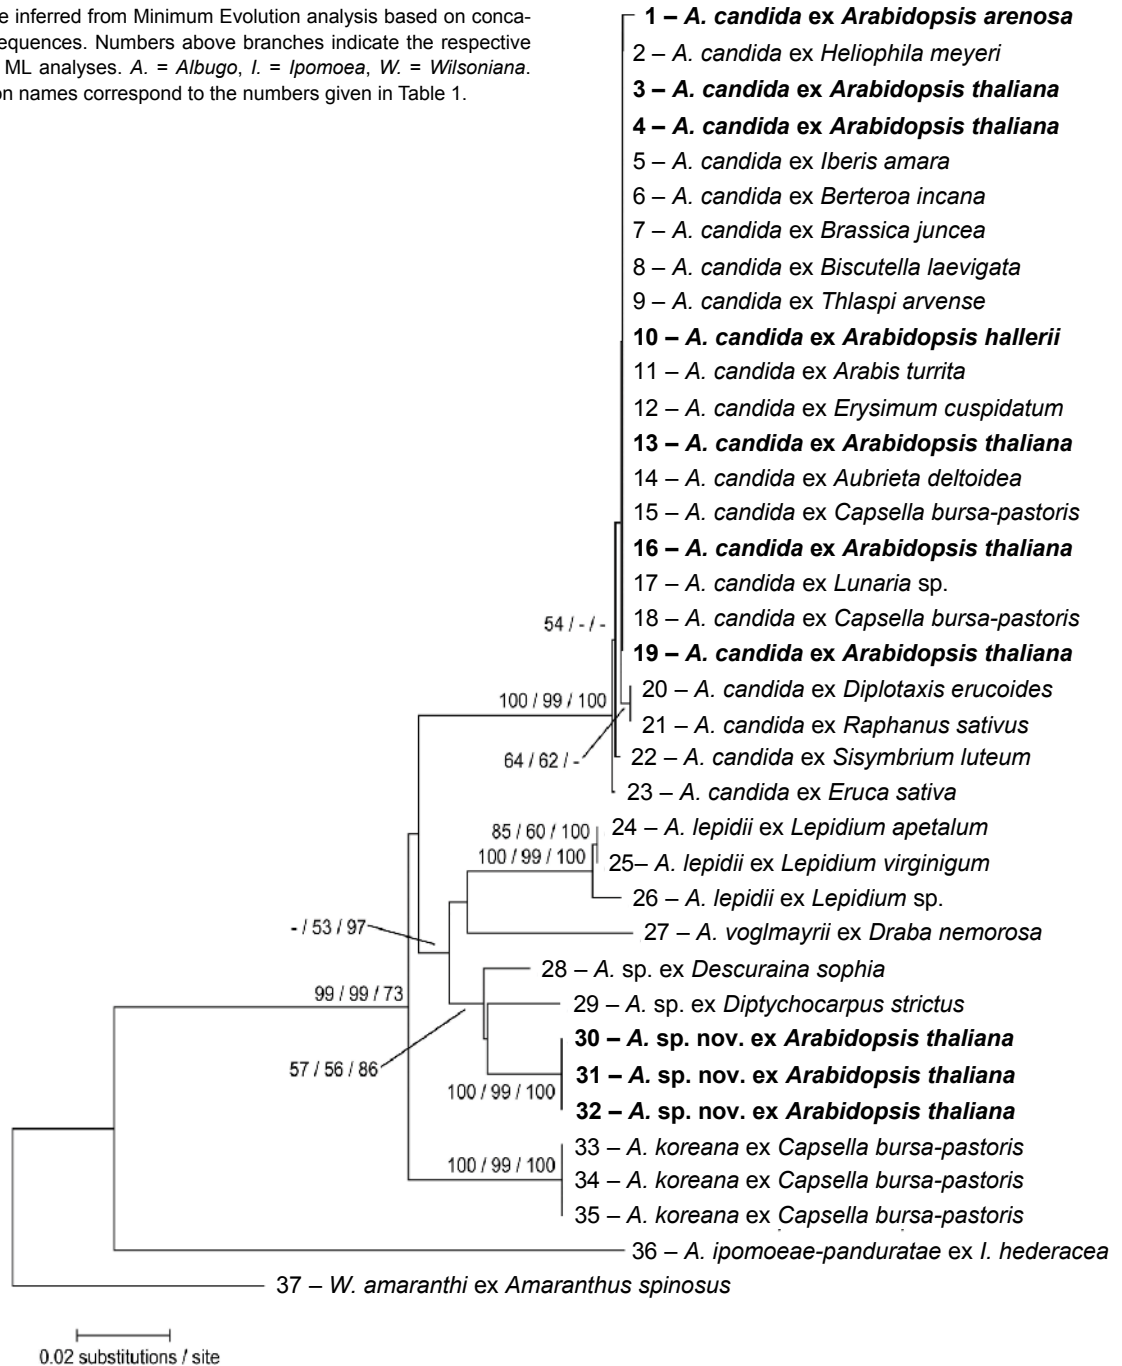 e inferred from Minimum Evolution analysis based on conca-
equences. Numbers above branches indicate the respective
ML analyses. A. = Albugo, I. = Ipomoea, W. = Wilsoniana.
on names correspond to the numbers given in Table 1.
1 – A. candida ex Arabidopsis arenosa
2 – A. candida ex Heliophila meyeri
3 – A. candida ex Arabidopsis thaliana
4 – A. candida ex Arabidopsis thaliana
5 – A. candida ex Iberis amara
6 – A. candida ex Berteroa incana
7 – A. candida ex Brassica juncea
8 – A. candida ex Biscutella laevigata
9 – A. candida ex Thlaspi arvense
10 – A. candida ex Arabidopsis hallerii
11 – A. candida ex Arabis turrita
12 – A. candida ex Erysimum cuspidatum
13 – A. candida ex Arabidopsis thaliana
14 – A. candida ex Aubrieta deltoidea
15 – A. candida ex Capsella bursa-pastoris
16 – A. candida ex Arabidopsis thaliana
17 – A. candida ex Lunaria sp.
18 – A. candida ex Capsella bursa-pastoris
54 / - / -
19 – A. candida ex Arabidopsis thaliana
20 – A. candida ex Diplotaxis erucoides
100 / 99 / 100
21 – A. candida ex Raphanus sativus
64 / 62 / -
22 – A. candida ex Sisymbrium luteum
23 – A. candida ex Eruca sativa
85 / 60 / 100
24 – A. lepidii ex Lepidium apetalum
100 / 99 / 100
25– A. lepidii ex Lepidium virginigum
26 – A. lepidii ex Lepidium sp.
- / 53 / 97
27 – A. voglmayrii ex Draba nemorosa
28 – A. sp. ex Descuraina sophia
99 / 99 / 73
29 – A. sp. ex Diptychocarpus strictus
30 – A. sp. nov. ex Arabidopsis thaliana
57 / 56 / 86
31 – A. sp. nov. ex Arabidopsis thaliana
100 / 99 / 100
32 – A. sp. nov. ex Arabidopsis thaliana
33 – A. koreana ex Capsella bursa-pastoris
100 / 99 / 100
34 – A. koreana ex Capsella bursa-pastoris
35 – A. koreana ex Capsella bursa-pastoris
36 – A. ipomoeae-panduratae ex I. hederacea
37 – W. amaranthi ex Amaranthus spinosus
0.02 substitutions / site